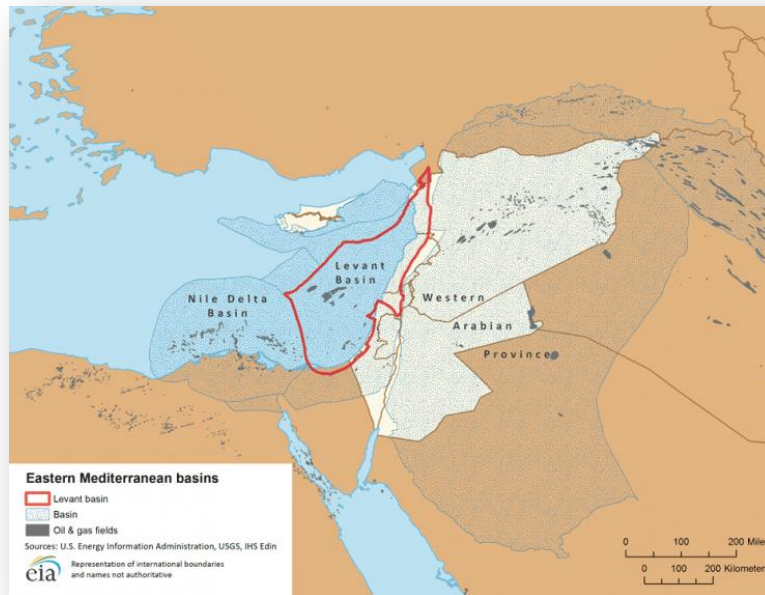 Levant
Basin
Nile Delta
Basin
Western
Arabian
Province
Eastern Mediterranean basins
Levant basin
Basin
Oil & gas fields
Sources: U.S. Energy Information Administration, USGS, IHS Edin
eia
Representation of international boundaries
and names not authoritative
0 100 200 Mile
0 100 200 Kilometer